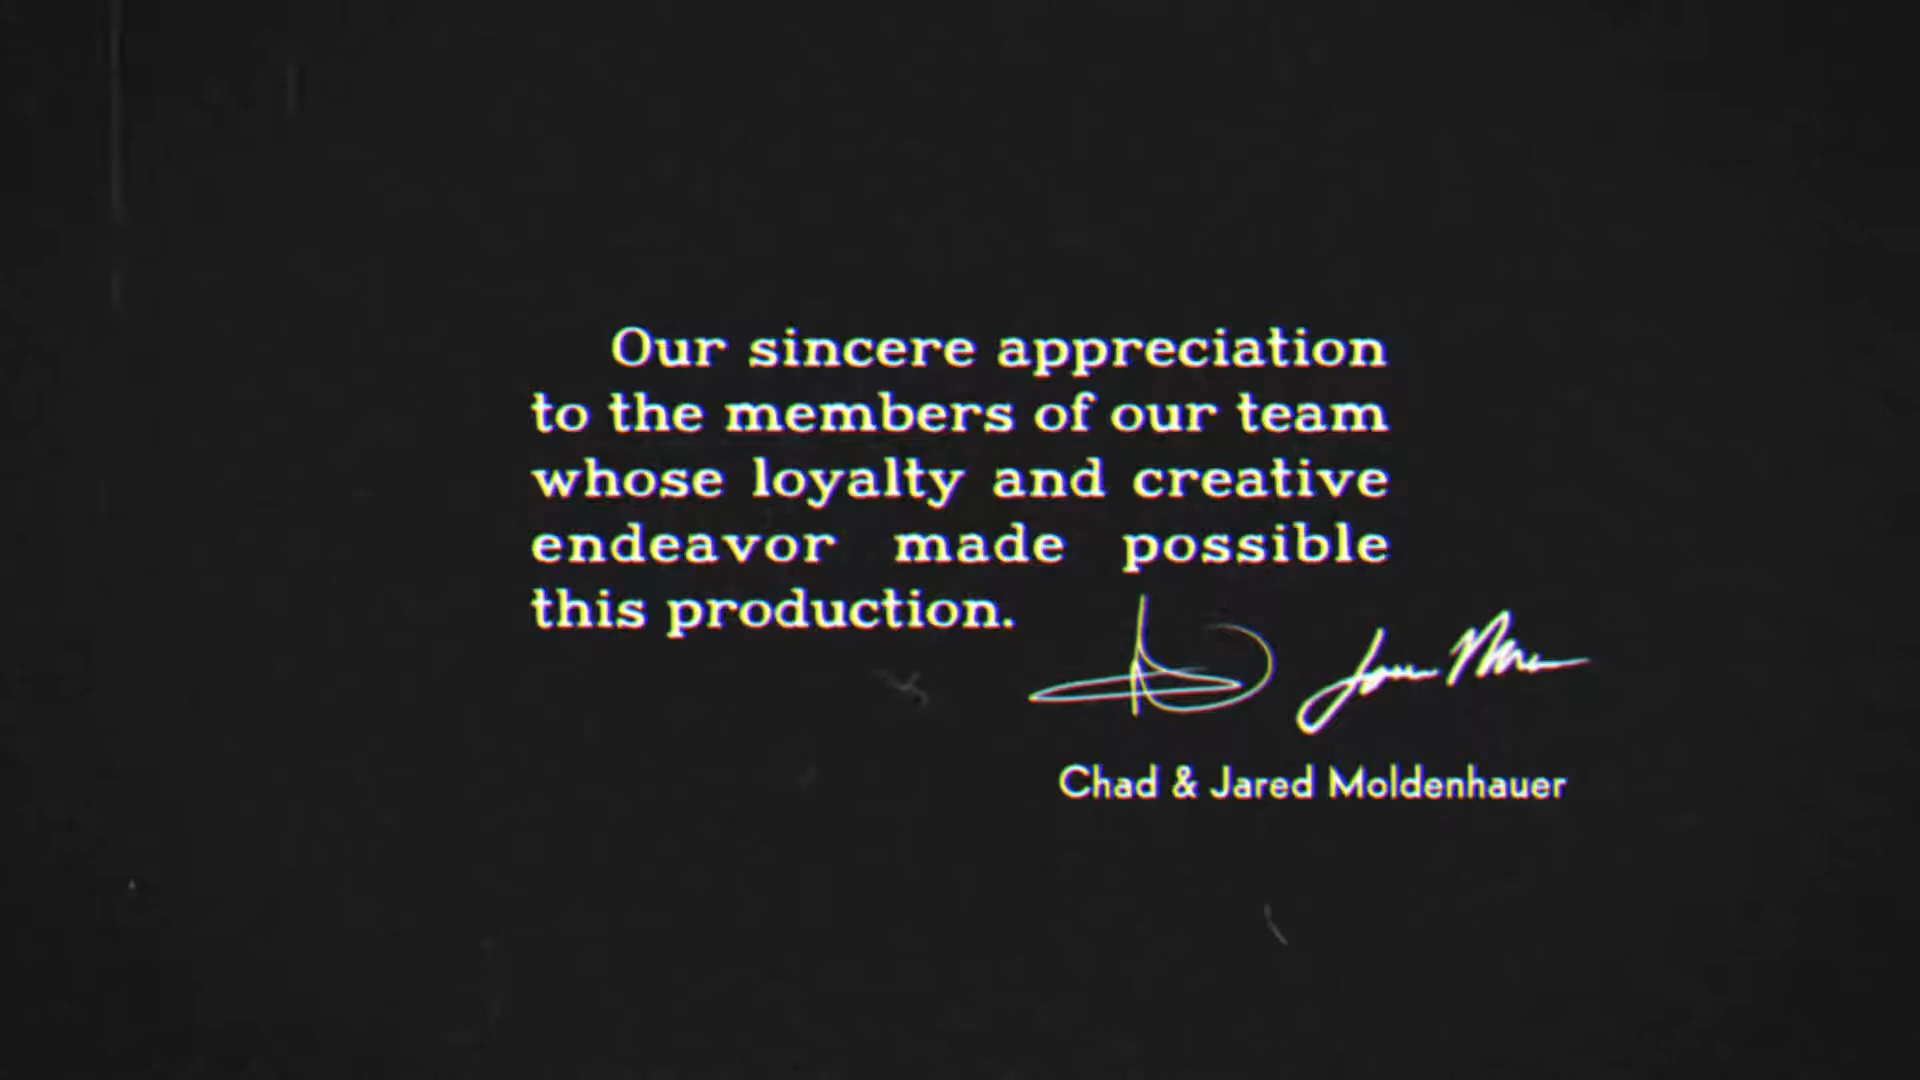 Our sincere appreciation
to the members of our team
whose loyalty and creative
endeavor made possible
this production.
Chad & Jared Moldenhauer